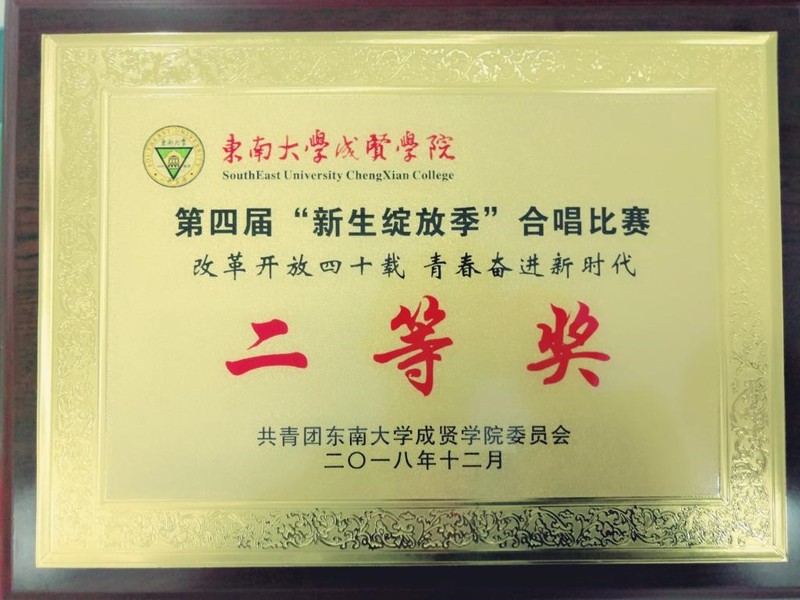 東南大學成賢學院
SouthEast University ChengXian College
第四届“新生绽放季”合唱比赛
改革开放四十载 青春奋进新时代
二等奖
共青团东南大学成贤学院委员会
二〇一八年十二月